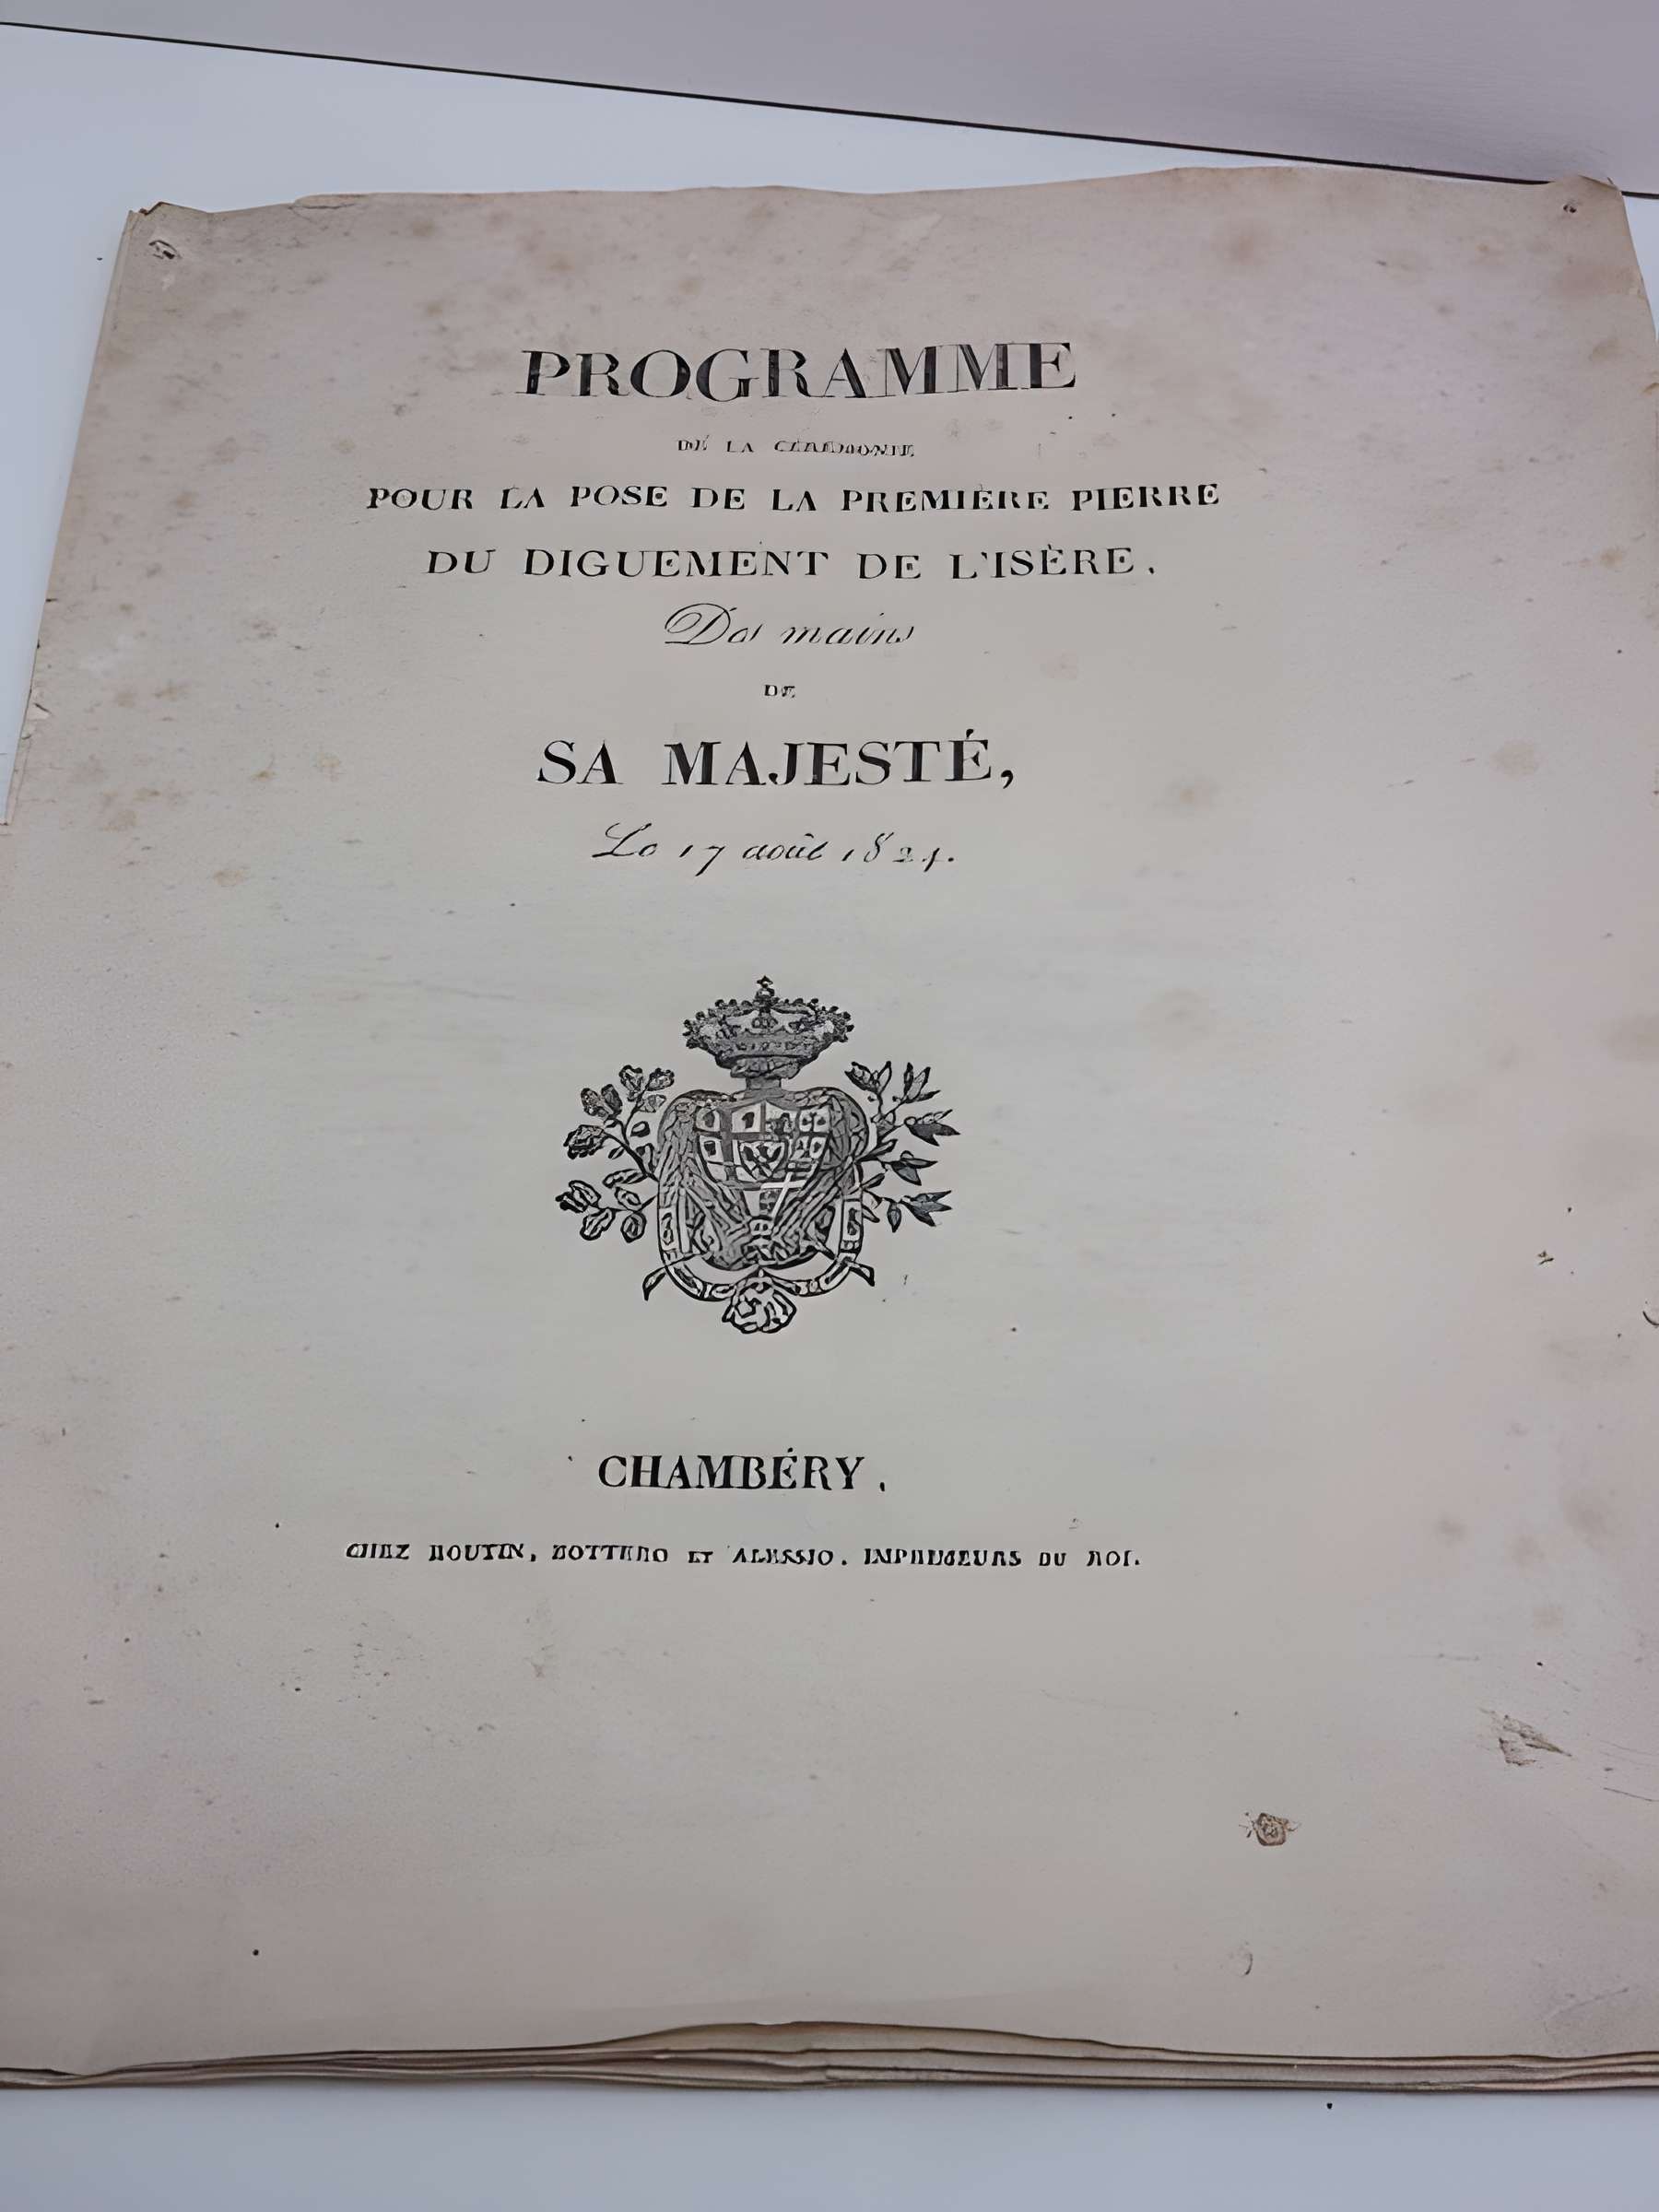 PROGRAMME
DE LA CÉRÉMONIE
POUR LA POSE DE LA PREMIÈRE PIERRE
DU DIGUEMENT DE L'ISÈRE,
Des mains
DE
SA MAJESTÉ,
Le 17 août 1824.
CHAMBÉRY,
CHEZ ROUTIN, BOTTERO ET ALESSIO, IMPRIMEURS DU ROI.